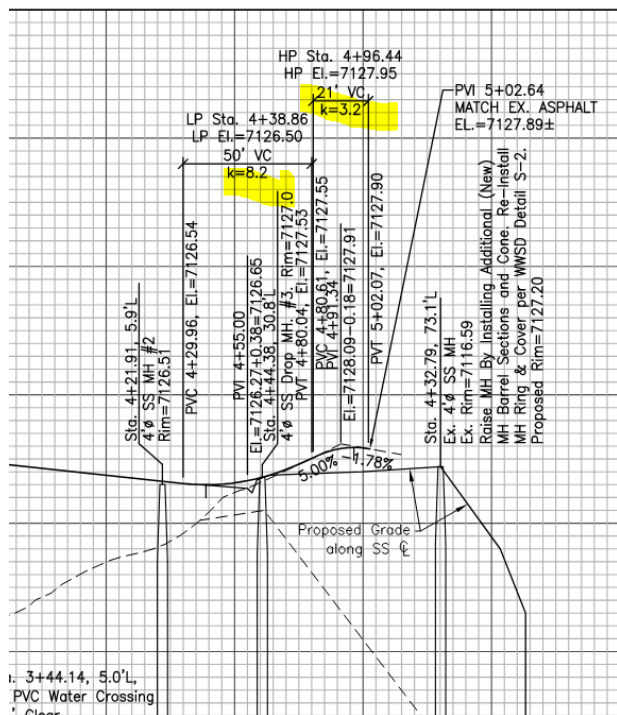 HP Sta. 4+96.44
HP El.=7127.95
21' VC
k=3.2
PVI 5+02.64
MATCH EX. ASPHALT
EL.=7127.89±
LP Sta. 4+38.86
LP El.=7126.50
50' VC
k=8.2
Sta. 4+21.91, 5.9'L
4'ø SS MH #2
Rim=7126.51
PVC 4+29.96, El.=7126.54
PVI 4+55.00
El.=7126.27+0.38=7126.65
Sta. 4+44.38, 30.8'L
4'ø SS Drop MH. #3. Rim=7127.0
PVT 4+80.04, El.=7127.53
PVC 4+80.61, El.=7127.55
PVI 4+91.34
El.=7128.09-0.18=7127.91
PVT 5+02.07, El.=7127.90
Sta. 4+32.79, 73.1'L
Ex. 4'ø SS MH
Ex. Rim=7116.59
Raise MH By Installing Additional (New)
MH Barrel Sections and Cone. Re-Install
MH Ring & Cover per WWSD Detail S-2.
Proposed Rim=7127.20
5.00%
-1.78%
Proposed Grade
along SS ℄
. 3+44.14, 5.0'L,
PVC Water Crossing
' Clear